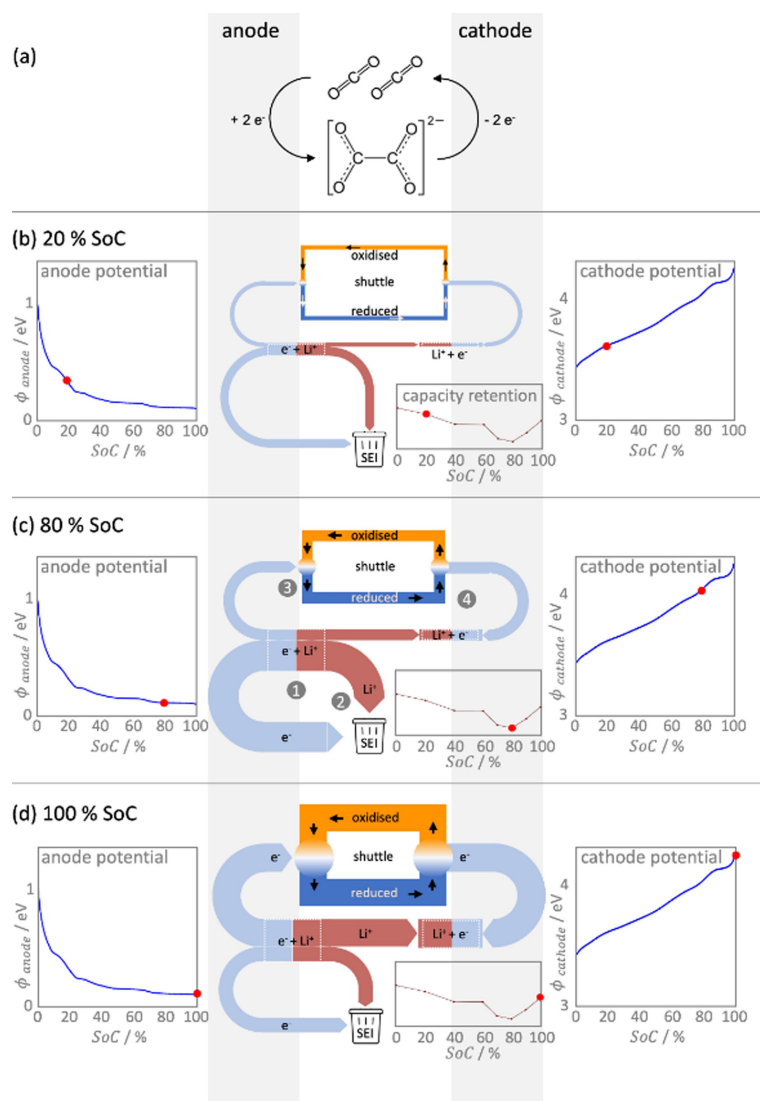 anode
cathode
(a)
O C O O C O
+ 2 e-
- 2 e-
2−
O O
C C
O O
(b) 20 % SoC
anode potential
ϕ anode / eV
1
0
0 20 40 60 80 100
SoC / %
oxidised
shuttle
reduced
e- + Li+
Li+ + e-
SEI
capacity retention
0 20 40 60 80 100
cathode potential
ϕ cathode / eV
4
3
0 20 40 60 80 100
SoC / %
(c) 80 % SoC
anode potential
ϕ anode / eV
1
0
0 20 40 60 80 100
SoC / %
oxidised
shuttle
reduced
3
4
e- + Li+
Li+ + e-
1
2
Li+
e-
SEI
0 20 40 60 80 100
cathode potential
ϕ cathode / eV
4
3
0 20 40 60 80 100
SoC / %
(d) 100 % SoC
anode potential
ϕ anode / eV
1
0
0 20 40 60 80 100
SoC / %
oxidised
e-
shuttle
e-
reduced
e- + Li+
Li+
Li+ + e-
e-
SEI
0 20 40 60 80 100
cathode potential
ϕ cathode / eV
4
3
0 20 40 60 80 100
SoC / %